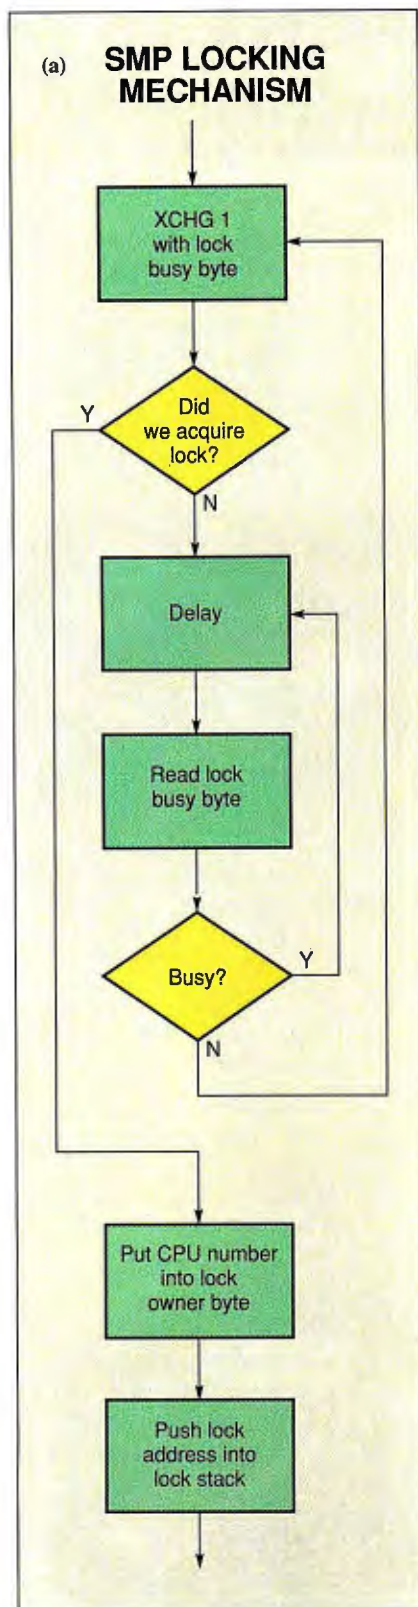 (a) SMP LOCKING
MECHANISM
XCHG 1
with lock
busy byte
Did
we acquire
lock?
Y
N
Delay
Read lock
busy byte
Busy?
Y
N
Put CPU number
into lock
owner byte
Push lock
address into
lock stack